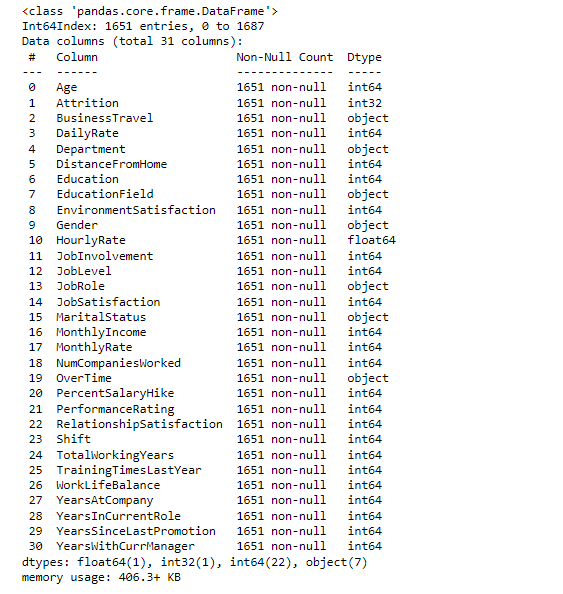 <class 'pandas.core.frame.DataFrame'>
Int64Index: 1651 entries, 0 to 1687
Data columns (total 31 columns):
 #   Column                    Non-Null Count  Dtype
---  ------                    --------------  -----
 0   Age                       1651 non-null   int64
 1   Attrition                 1651 non-null   int32
 2   BusinessTravel            1651 non-null   object
 3   DailyRate                 1651 non-null   int64
 4   Department                1651 non-null   object
 5   DistanceFromHome          1651 non-null   int64
 6   Education                 1651 non-null   int64
 7   EducationField            1651 non-null   object
 8   EnvironmentSatisfaction   1651 non-null   int64
 9   Gender                    1651 non-null   object
 10  HourlyRate                1651 non-null   float64
 11  JobInvolvement            1651 non-null   int64
 12  JobLevel                  1651 non-null   int64
 13  JobRole                   1651 non-null   object
 14  JobSatisfaction           1651 non-null   int64
 15  MaritalStatus             1651 non-null   object
 16  MonthlyIncome             1651 non-null   int64
 17  MonthlyRate               1651 non-null   int64
 18  NumCompaniesWorked        1651 non-null   int64
 19  OverTime                  1651 non-null   object
 20  PercentSalaryHike         1651 non-null   int64
 21  PerformanceRating         1651 non-null   int64
 22  RelationshipSatisfaction  1651 non-null   int64
 23  Shift                     1651 non-null   int64
 24  TotalWorkingYears         1651 non-null   int64
 25  TrainingTimesLastYear     1651 non-null   int64
 26  WorkLifeBalance           1651 non-null   int64
 27  YearsAtCompany            1651 non-null   int64
 28  YearsInCurrentRole        1651 non-null   int64
 29  YearsSinceLastPromotion   1651 non-null   int64
 30  YearsWithCurrManager      1651 non-null   int64
dtypes: float64(1), int32(1), int64(22), object(7)
memory usage: 406.3+ KB